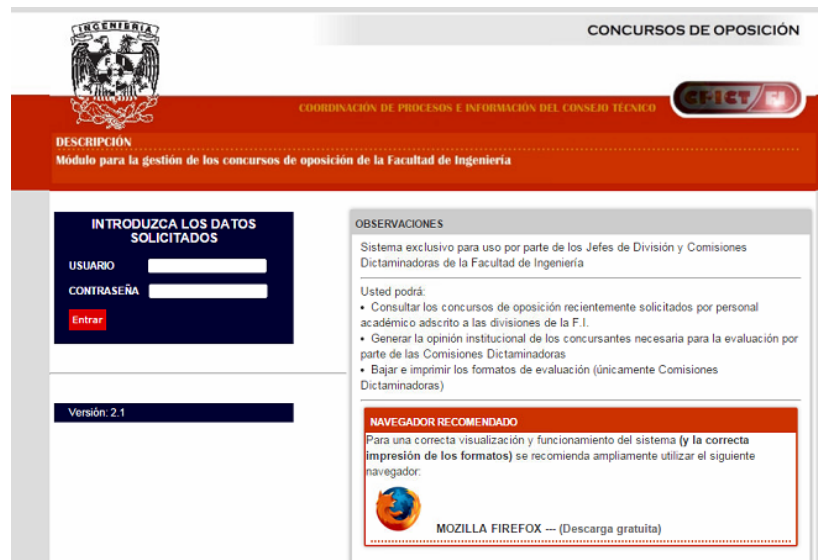 INGENIERIA
CONCURSOS DE OPOSICIÓN
COORDINACIÓN DE PROCESOS E INFORMACIÓN DEL CONSEJO TÉCNICO
CPICT/FI
DESCRIPCIÓN
Módulo para la gestión de los concursos de oposición de la Facultad de Ingeniería
INTRODUZCA LOS DATOS
SOLICITADOS
USUARIO
CONTRASEÑA
Entrar
Versión: 2.1
OBSERVACIONES
Sistema exclusivo para uso por parte de los Jefes de División y Comisiones
Dictaminadoras de la Facultad de Ingeniería
Usted podrá:
• Consultar los concursos de oposición recientemente solicitados por personal
académico adscrito a las divisiones de la F.I.
• Generar la opinión institucional de los concursantes necesaria para la evaluación por
parte de las Comisiones Dictaminadoras
• Bajar e imprimir los formatos de evaluación (únicamente Comisiones
Dictaminadoras)
NAVEGADOR RECOMENDADO
Para una correcta visualización y funcionamiento del sistema (y la correcta
impresión de los formatos) se recomienda ampliamente utilizar el siguiente
navegador:
MOZILLA FIREFOX --- (Descarga gratuita)